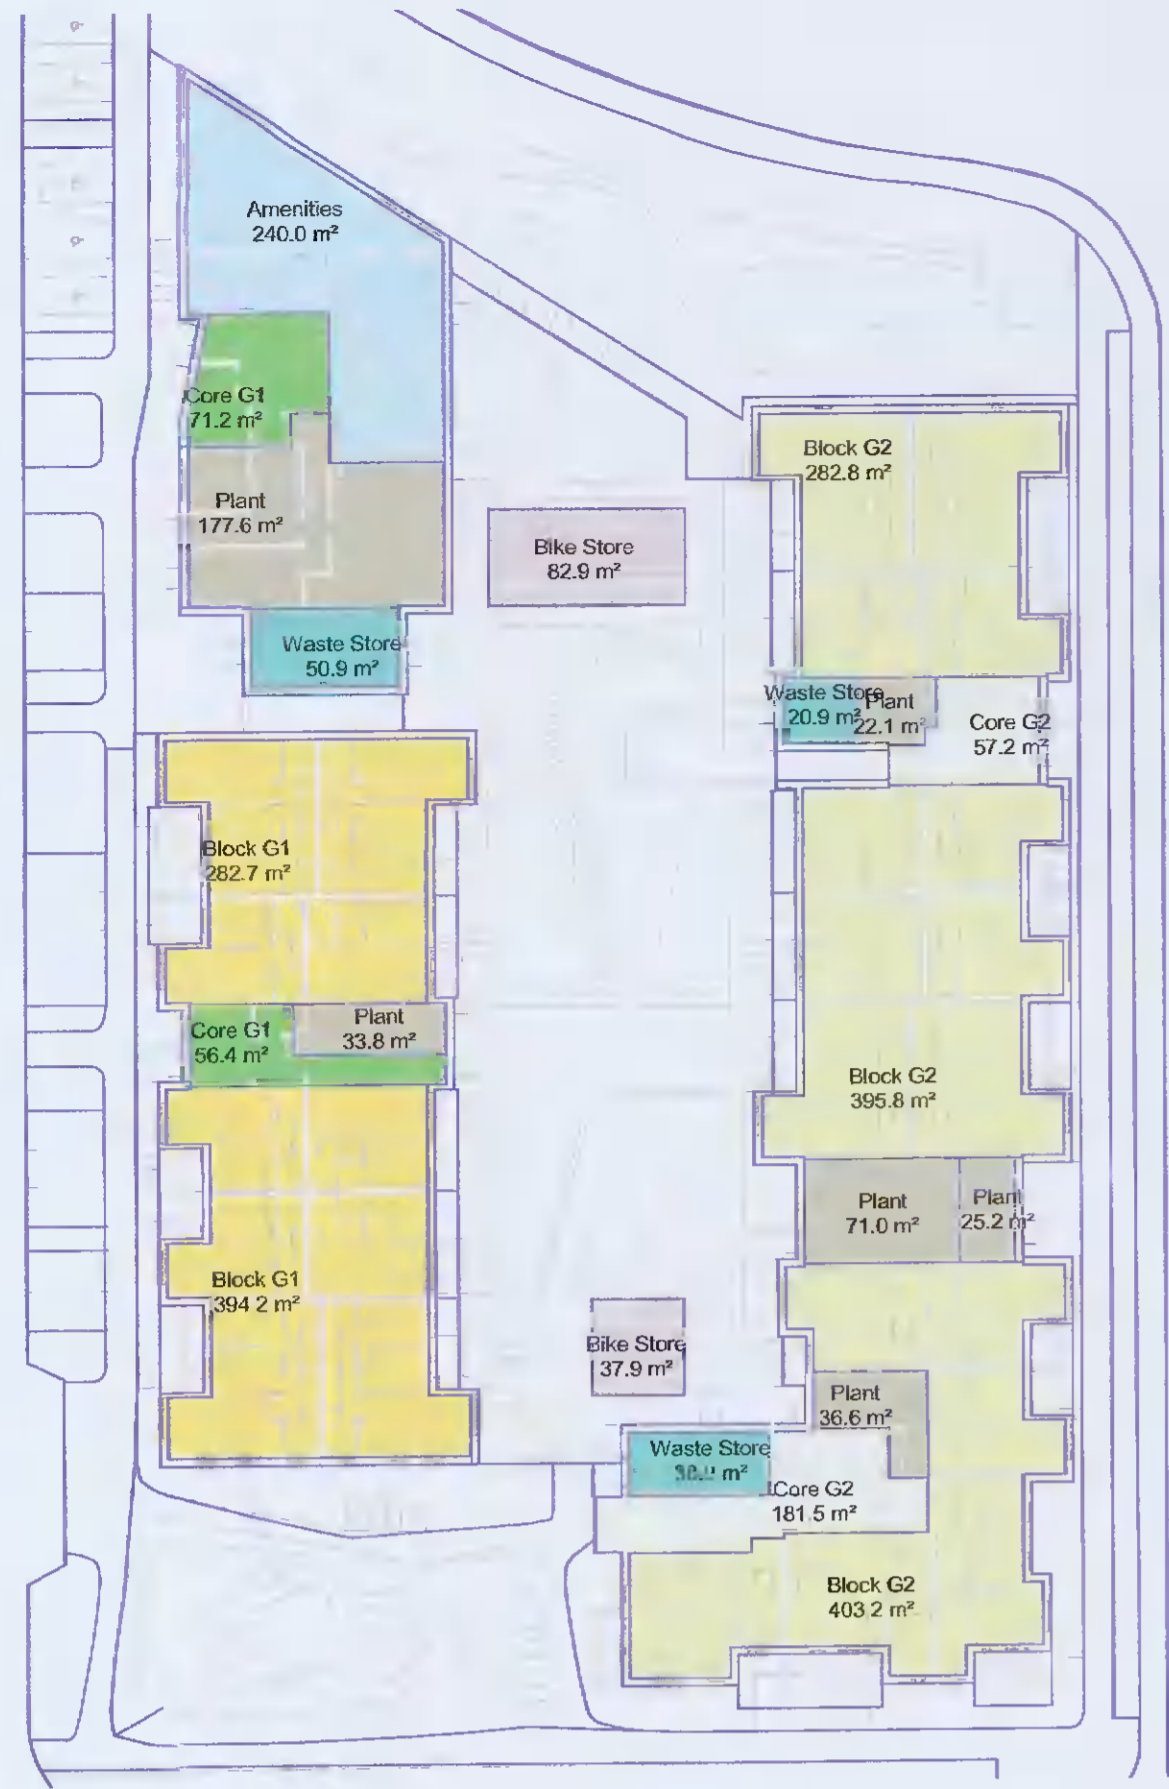 Amenities
240.0 m²
Core G1
71.2 m²
Plant
177.6 m²
Waste Store
50.9 m²
Bike Store
82.9 m²
Block G2
282.8 m²
Waste Store
20.9 m²
Plant
22.1 m²
Core G2
57.2 m²
Block G1
282.7 m²
Core G1
56.4 m²
Plant
33.8 m²
Block G2
395.8 m²
Plant
71.0 m²
Plant
25.2 m²
Block G1
394 2 m²
Bike Store
37.9 m²
Plant
36.6 m²
Waste Store
m²
Core G2
181.5 m²
Block G2
403 2 m²